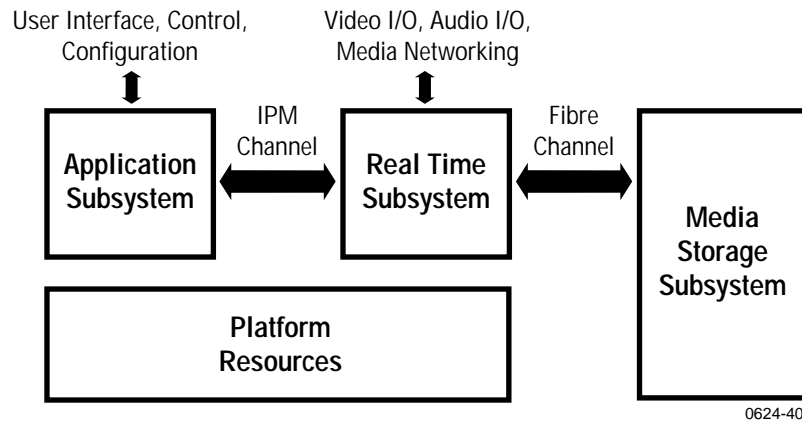 User Interface, Control,
Configuration
Video I/O, Audio I/O,
Media Networking
Application
Subsystem
IPM
Channel
Real Time
Subsystem
Fibre
Channel
Media
Storage
Subsystem
Platform
Resources
0624-40